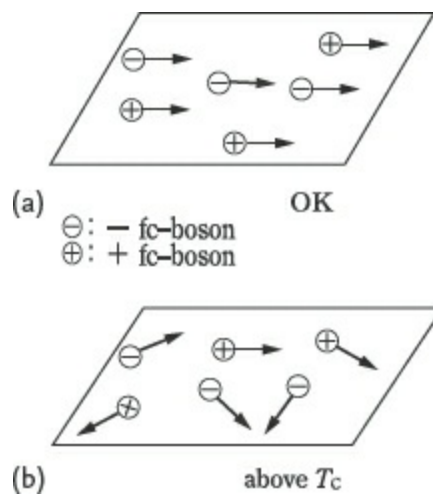 (a) OK
⊖: − fc–boson
⊕: + fc–boson
(b) above Tc